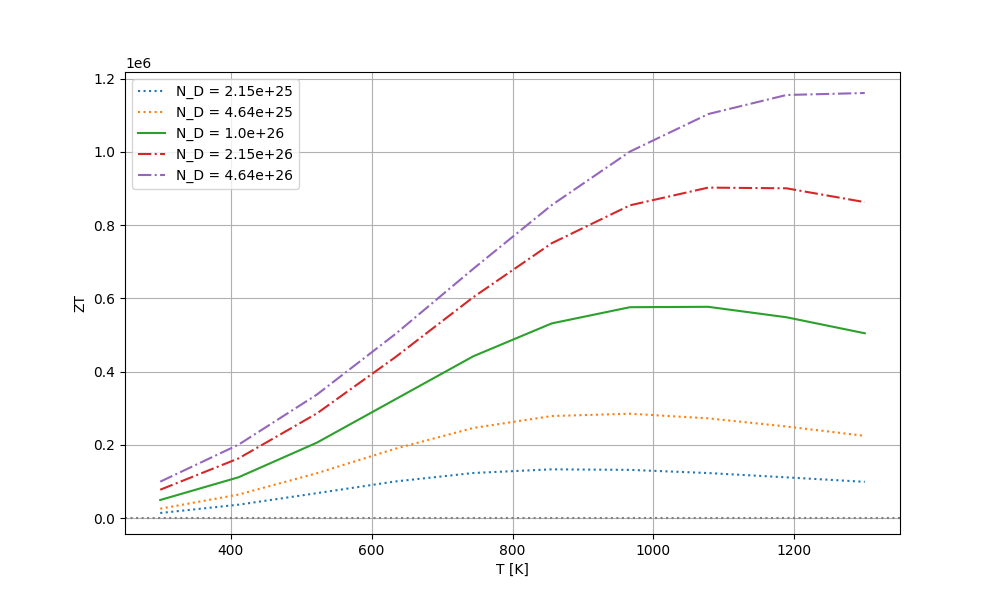 1e6
1.2
1.0
0.8
0.6
0.4
0.2
0.0
ZT
N_D = 2.15e+25
N_D = 4.64e+25
N_D = 1.0e+26
N_D = 2.15e+26
N_D = 4.64e+26
400 600 800 1000 1200
T [K]